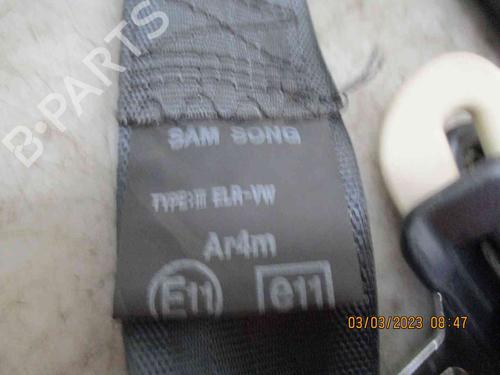 B-PARTS
SAM SONG
TYPE:III ELR-VW
Ar4m
E11 e11
03/03/2023 08:47